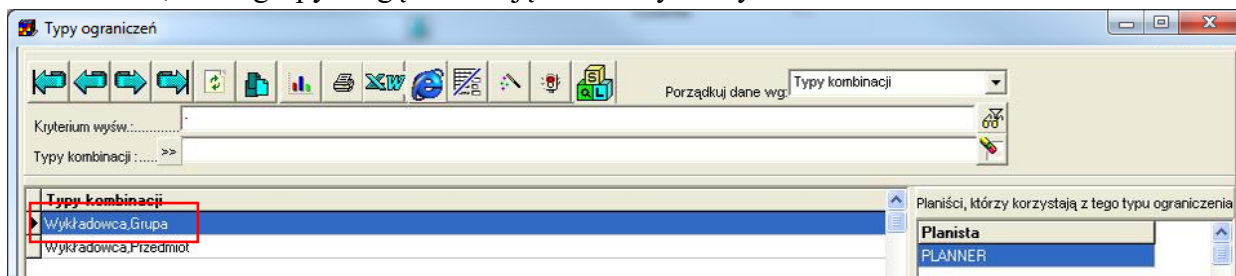 Typy ograniczeń
Porządkuj dane wg: Typy kombinacji
Kryterium wyśw.:............ -
Typy kombinacji :..... >>
Typy kombinacji
Wykładowca,Grupa
Wykładowca,Przedmiot
Planiści, którzy korzystają z tego typu ograniczenia
Planista
PLANNER